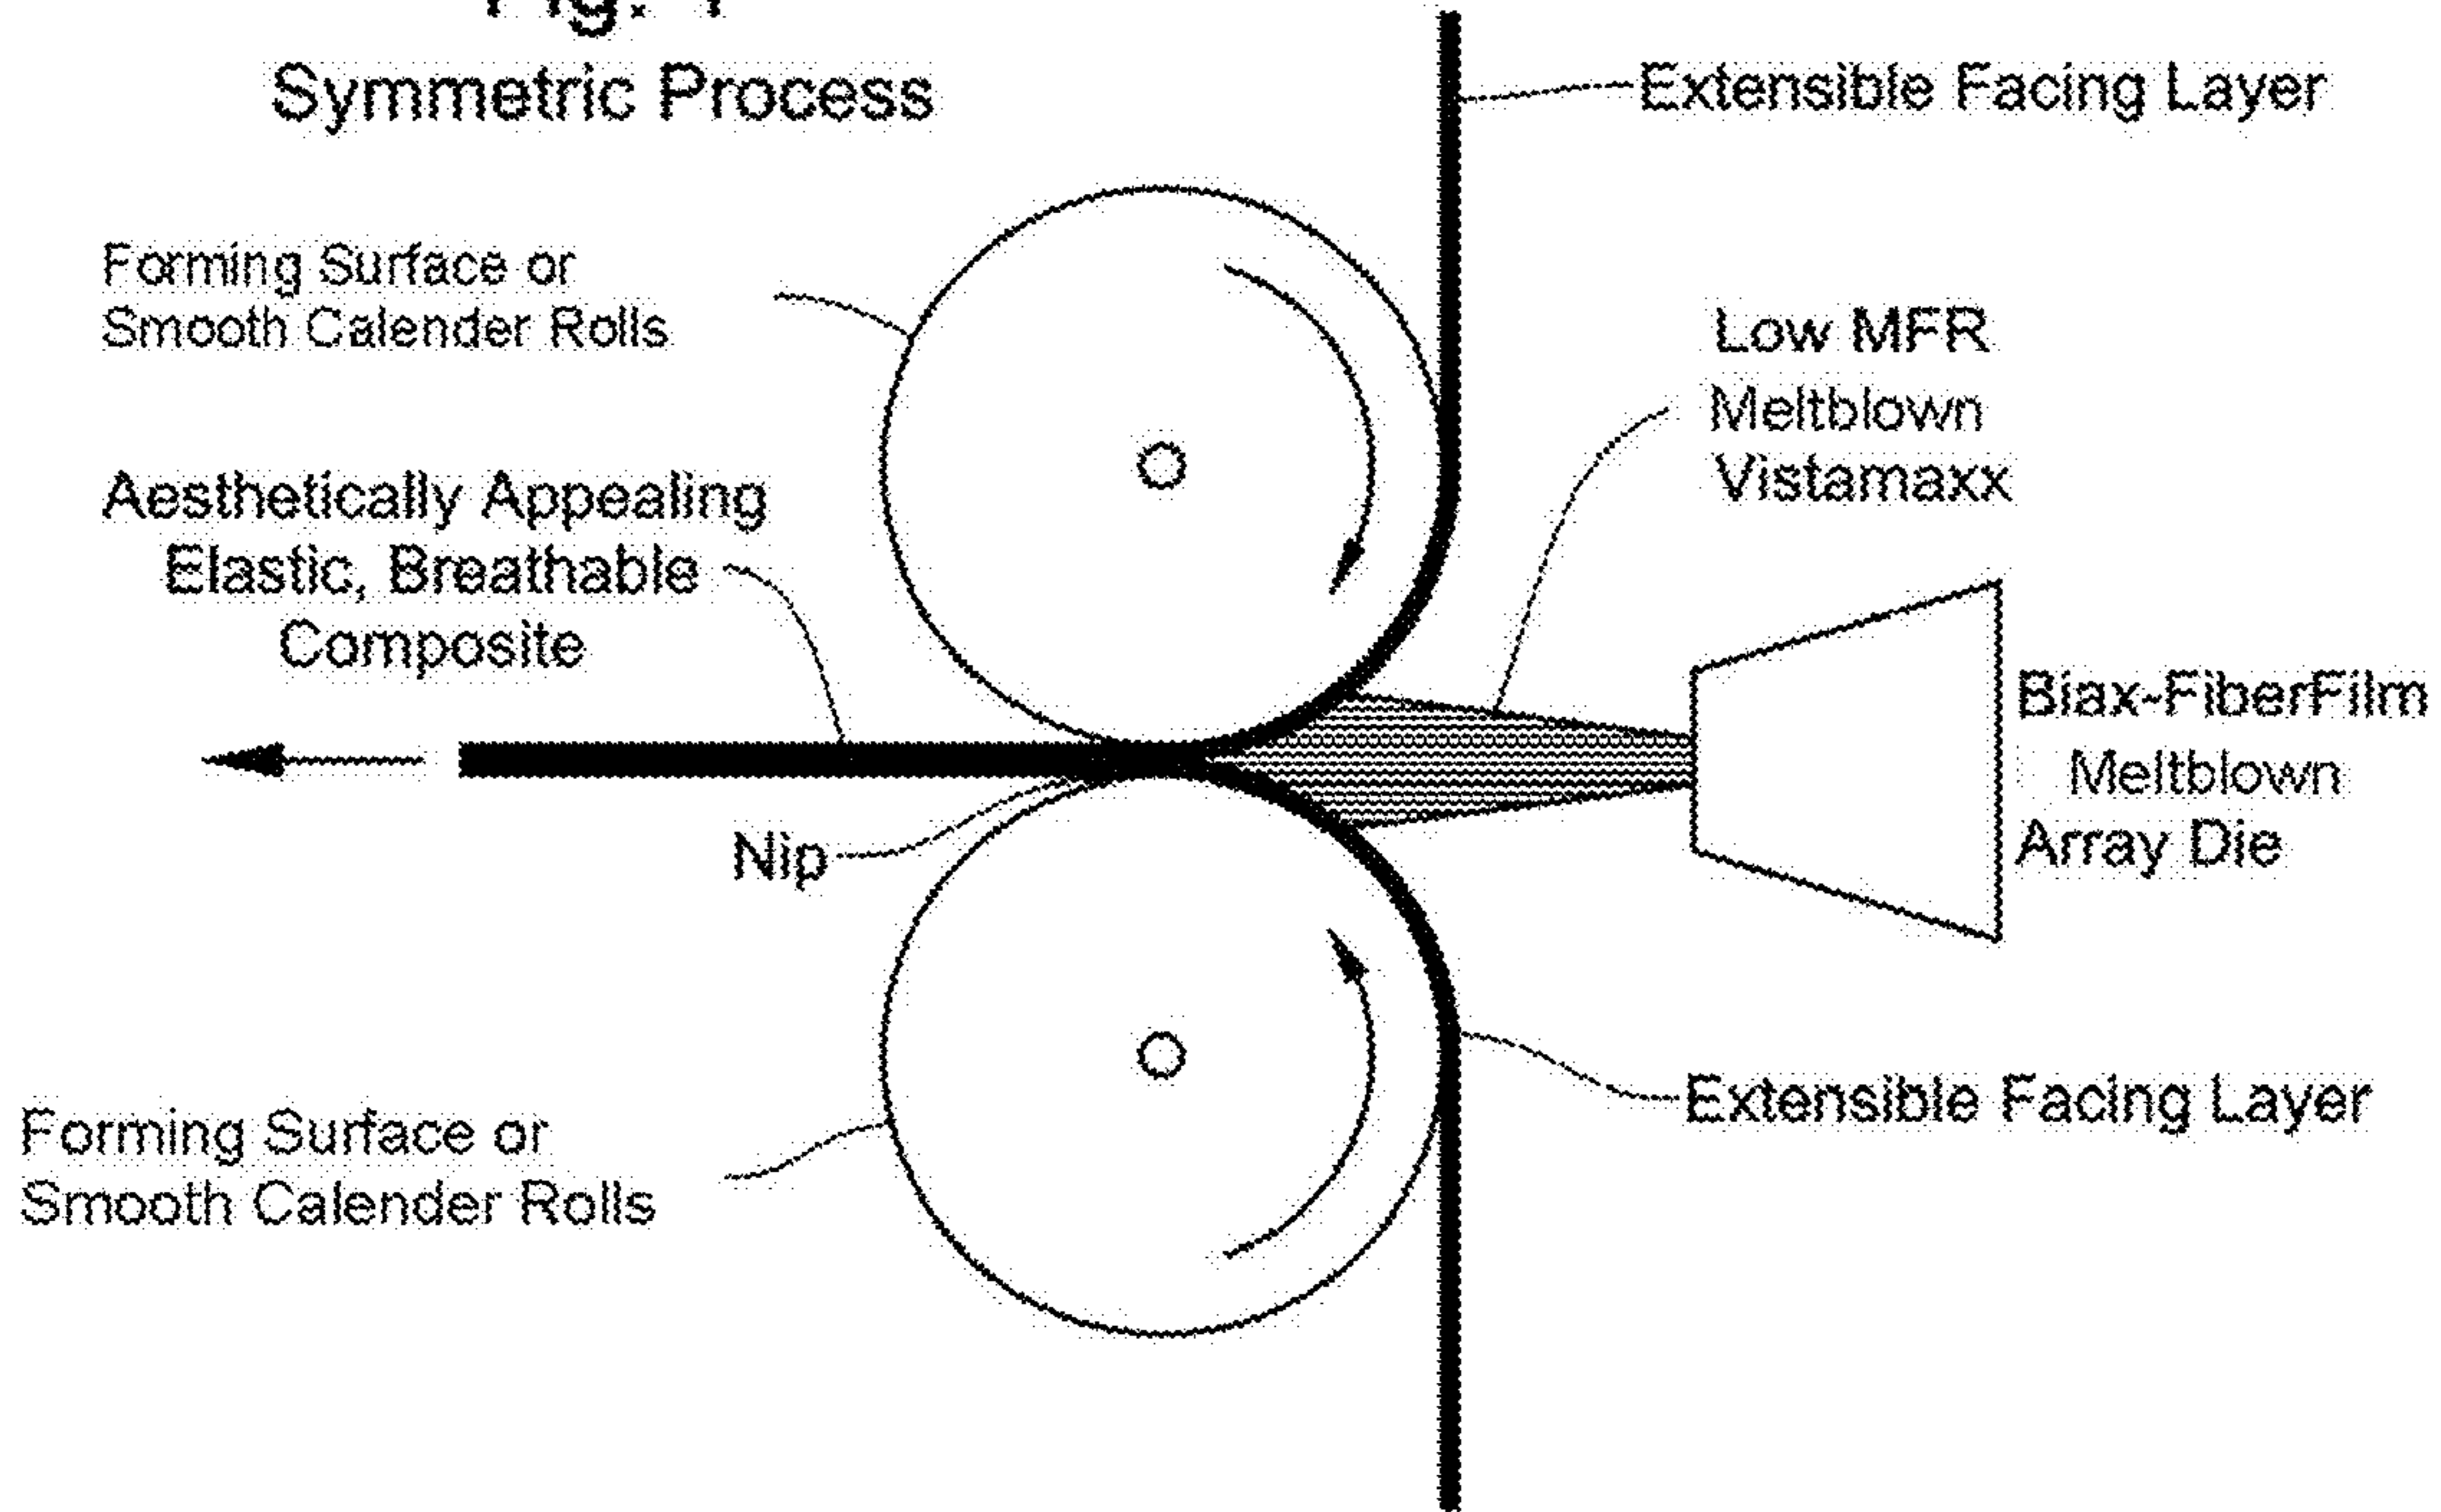 Symmetric Process
Extensible Facing Layer
Forming Surface or
Smooth Calender Rolls
Low MFR
Meltblown
Vistamaxx
Aesthetically Appealing
Elastic, Breathable
Composite
Biax-FiberFilm
Meltblown
Array Die
Nip
Extensible Facing Layer
Forming Surface or
Smooth Calender Rolls